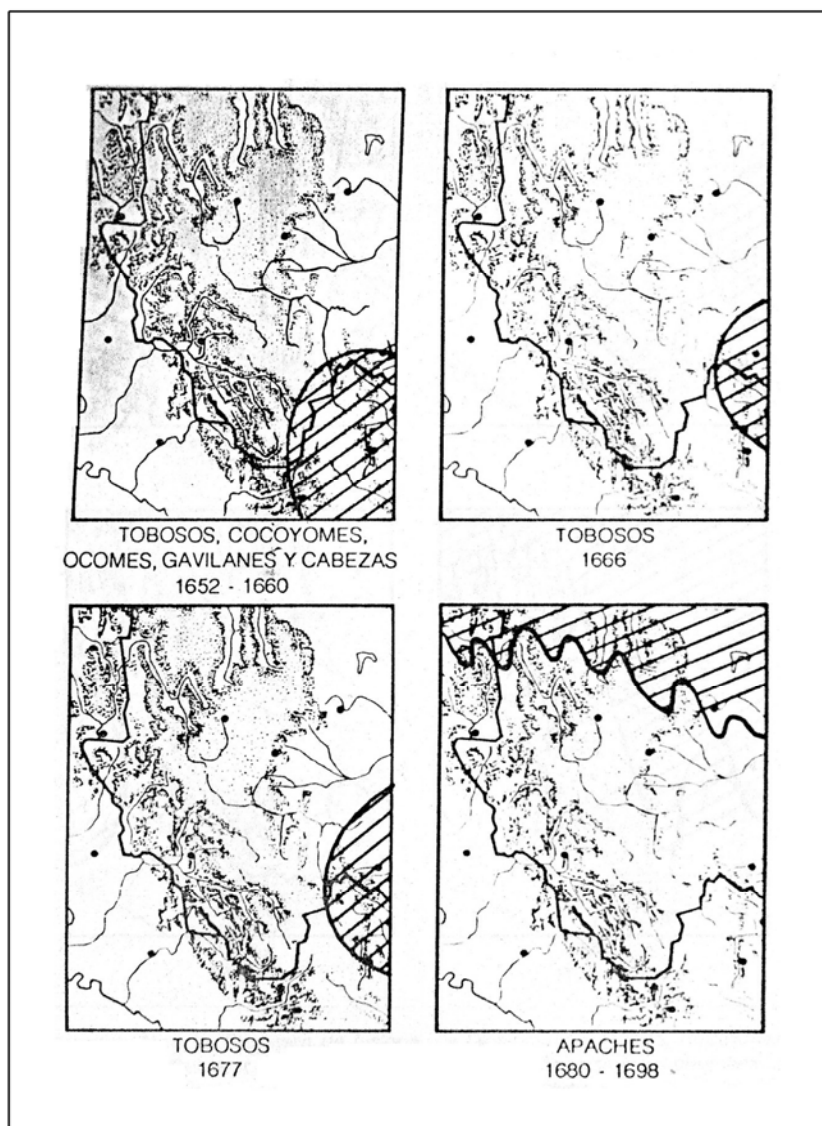 TOBOSOS, COCOYOMES,
OCOMES, GAVILANES Y CABEZAS
1652 - 1660
TOBOSOS
1666
TOBOSOS
1677
APACHES
1680 - 1698